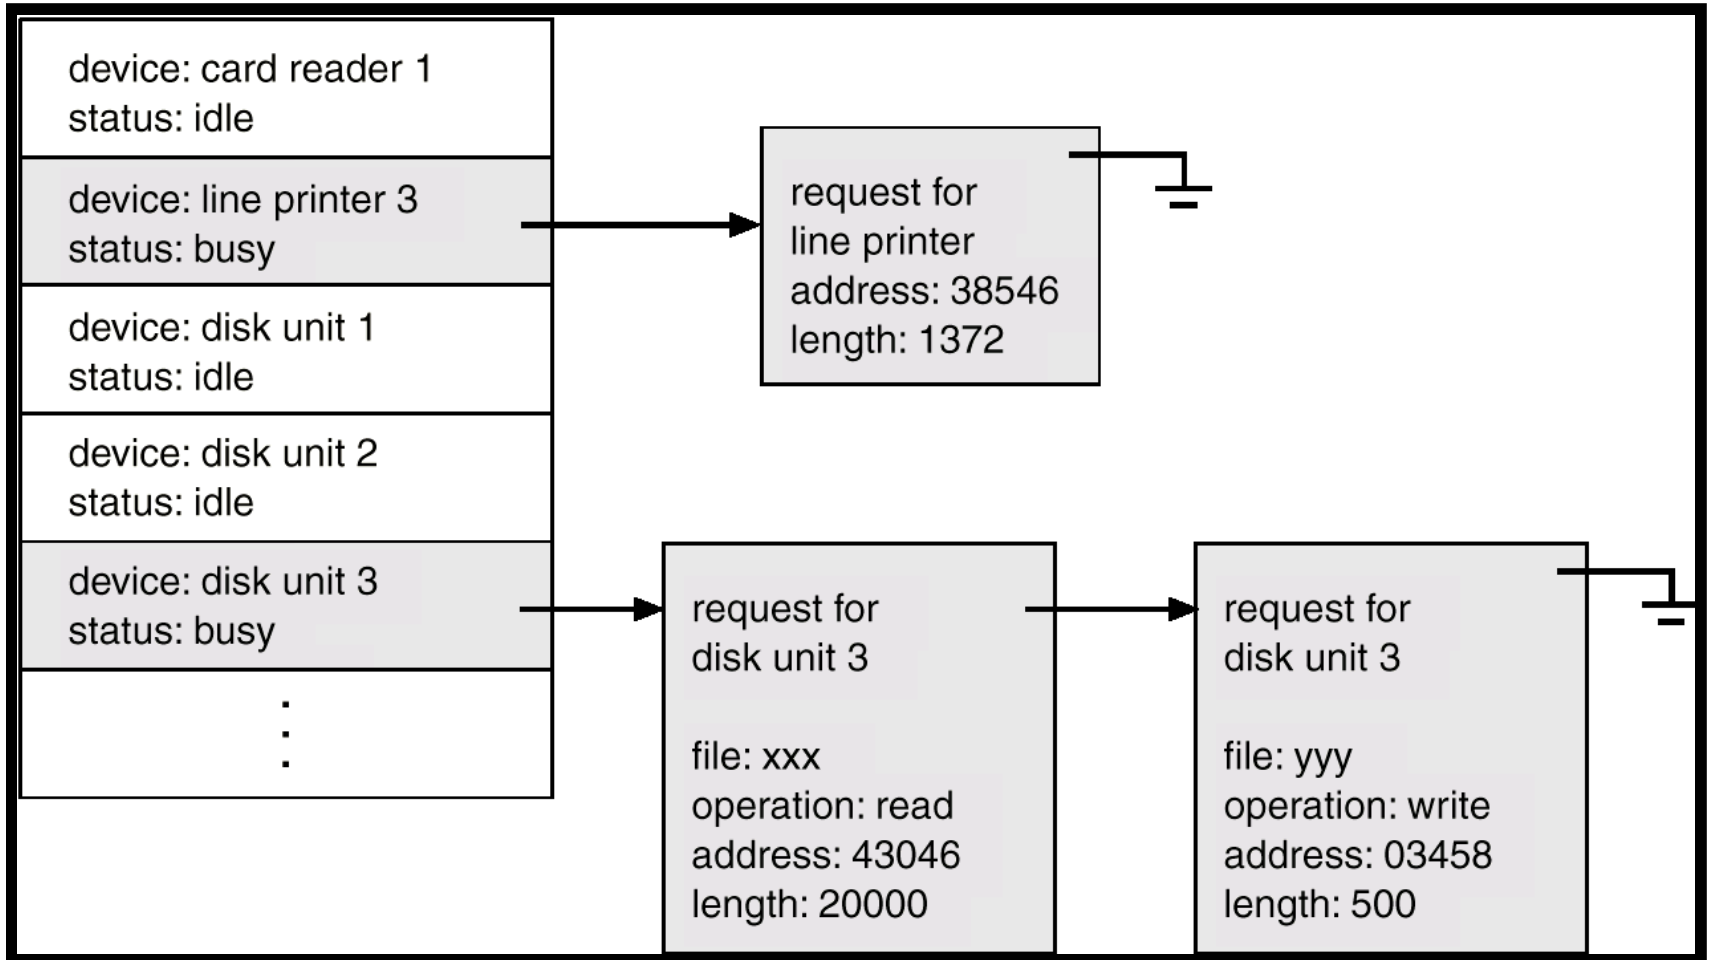 device: card reader 1
status: idle
device: line printer 3
status: busy
device: disk unit 1
status: idle
device: disk unit 2
status: idle
device: disk unit 3
status: busy
request for
line printer
address: 38546
length: 1372
request for
disk unit 3
file: xxx
operation: read
address: 43046
length: 20000
request for
disk unit 3
file: yyy
operation: write
address: 03458
length: 500